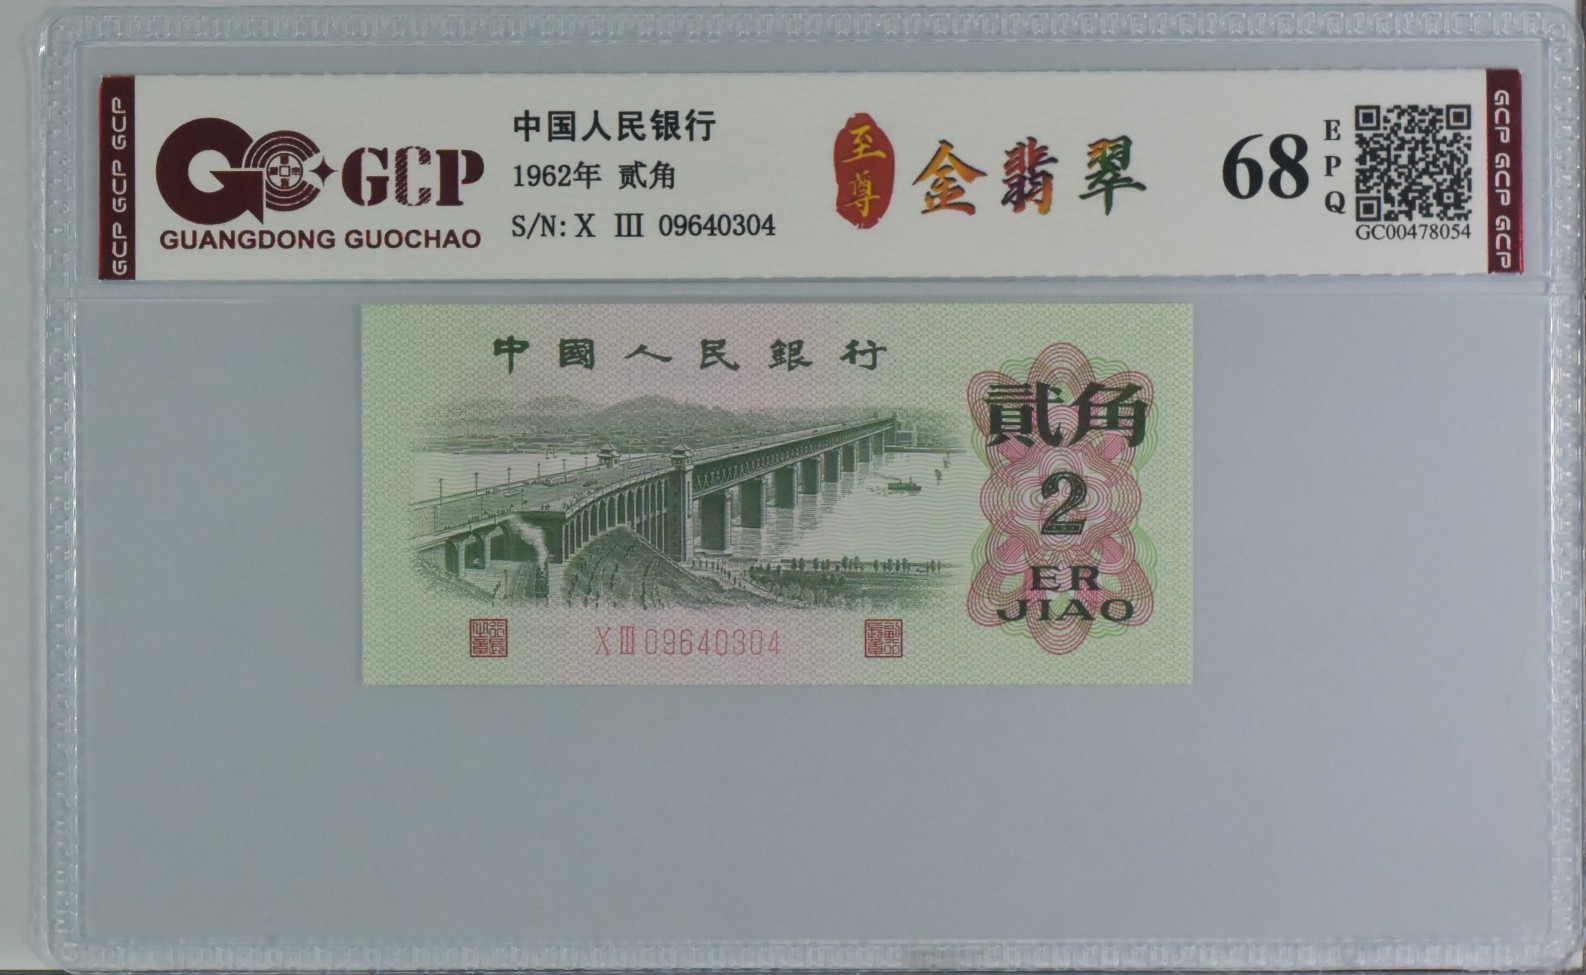 GCP GCP GCP
GCP
GUANGDONG GUOCHAO
中国人民银行
1962年 贰角
S/N: X III 09640304
至尊
金翡翠
68
EPQ
GC00478054
GCP GCP GCP
中國人民銀行
貳角
2
ER
JIAO
X III 09640304